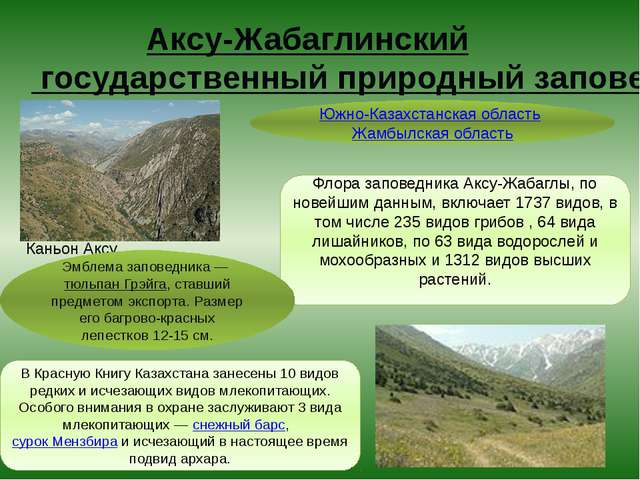 Аксу-Жабаглинский
государственный природный запове
Южно-Казахстанская область
Жамбылская область
Флора заповедника Аксу-Жабаглы, по
новейшим данным, включает 1737 видов, в
том числе 235 видов грибов , 64 вида
лишайников, по 63 вида водорослей и
мохообразных и 1312 видов высших
растений.
Каньон Аксу
Эмблема заповедника —
тюльпан Грэйга, ставший
предметом экспорта. Размер
его багрово-красных
лепестков 12-15 см.
В Красную Книгу Казахстана занесены 10 видов
редких и исчезающих видов млекопитающих.
Особого внимания в охране заслуживают 3 вида
млекопитающих — снежный барс,
сурок Мензбира и исчезающий в настоящее время
подвид архара.